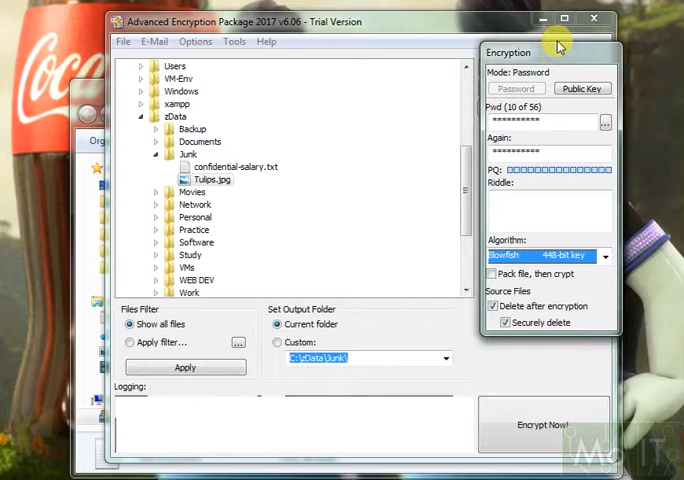 Coca
Advanced Encryption Package 2017 v6.06 - Trial Version
File E-Mail Options Tools Help
Users
VM-Env
Windows
xampp
zData
Backup
Documents
Junk
confidential-salary.txt
Tulips.jpg
Movies
Network
Personal
Practice
Software
Study
VMs
WEB DEV
Work
Files Filter
Show all files
Apply filter...
...
Apply
Set Output Folder
Current folder
Custom:
C:\zData\Junk\
Logging:
Encryption
Mode: Password
Password Public Key
Pwd (10 of 56)
**********
...
Again:
**********
PQ:
Riddle:
Algorithm:
Blowfish 448-bit key
Pack file, then crypt
Source Files
Delete after encryption
Securely delete
Encrypt Now!